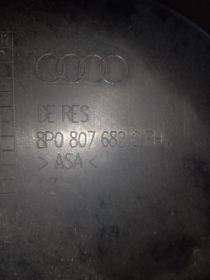 DE RES
8P0 807 682
> ASA <